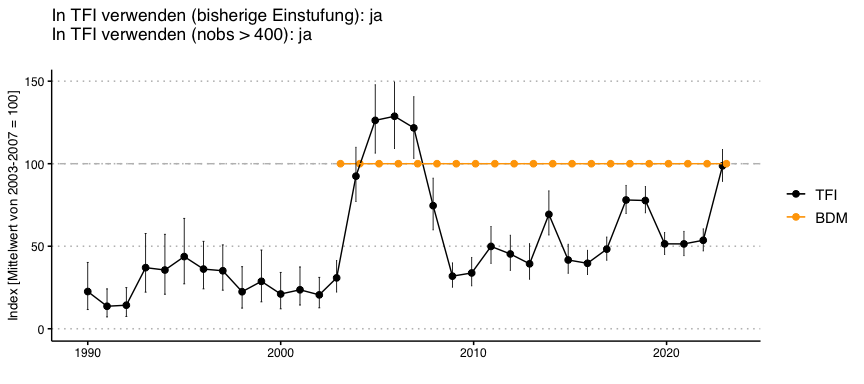 In TFI verwenden (bisherige Einstufung): ja
In TFI verwenden (nobs > 400): ja
Index [Mittelwert von 2003-2007 = 100]
150
100
50
0
1990
2000
2010
2020
TFI
BDM